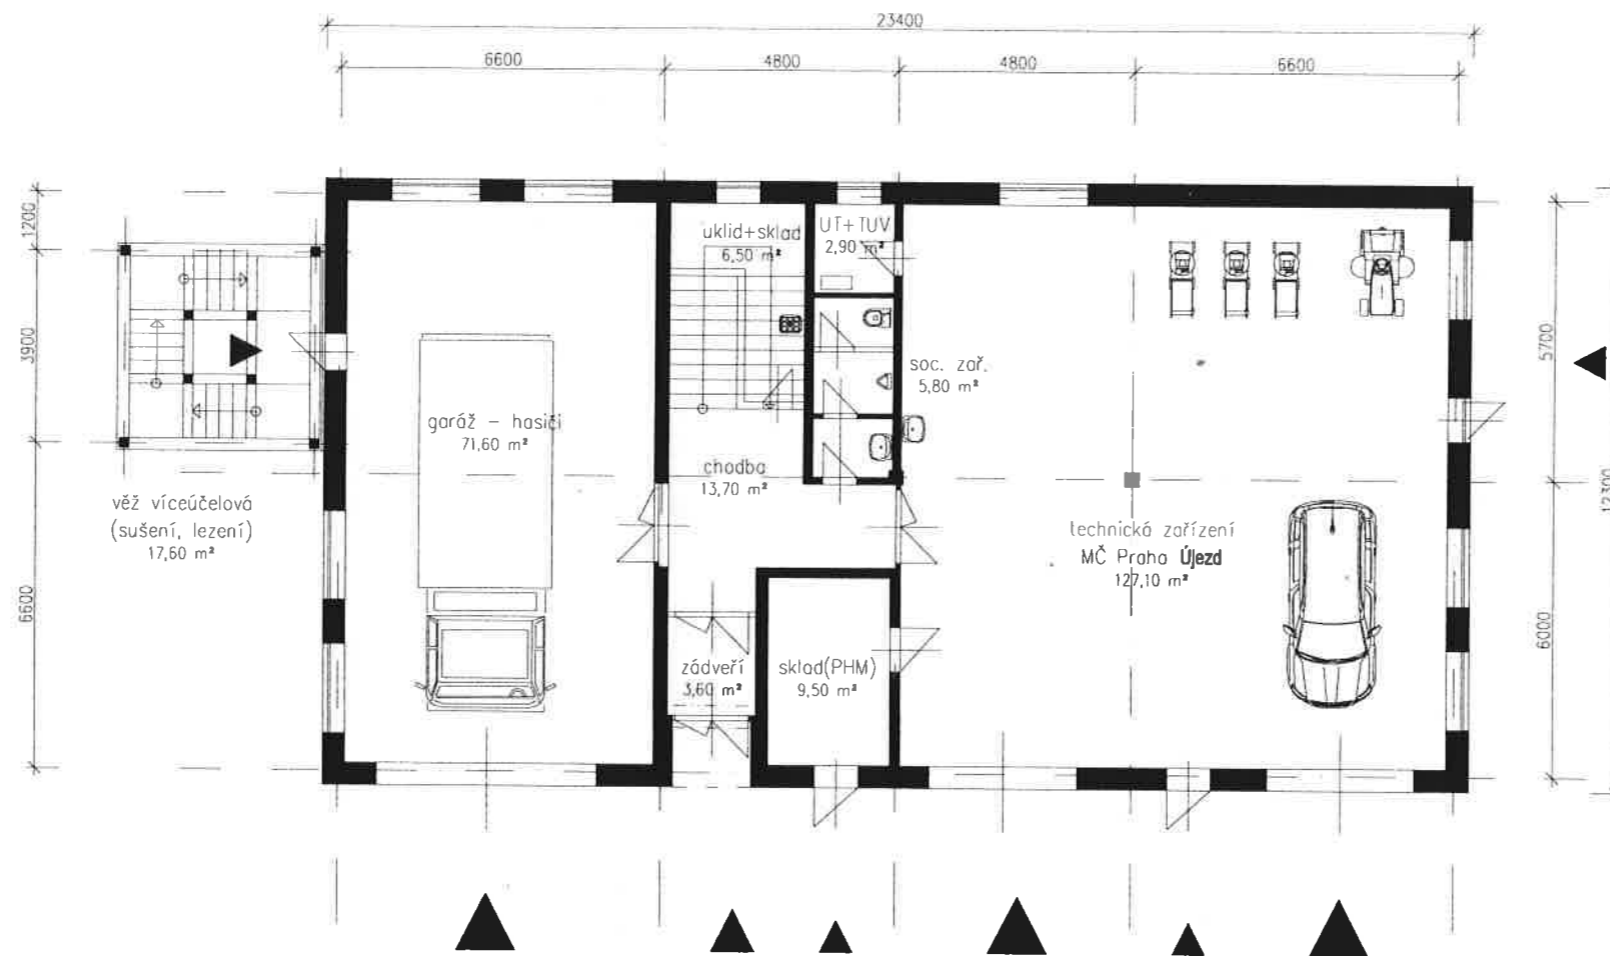 23400
6600
4800
4800
6600
1200
3900
6600
uklid+sklad
6,50 m²
UT+TUV
2,90 m²
soc. zař.
5,80 m²
garáž – hasiči
71,60 m²
chodba
13,70 m²
věž víceúčelová
(sušení, lezení)
17,60 m²
technická zařízení
MČ Praha Újezd
127,10 m²
zádveří
3,60 m²
sklad(PHM)
9,50 m²
5700
6000
12300